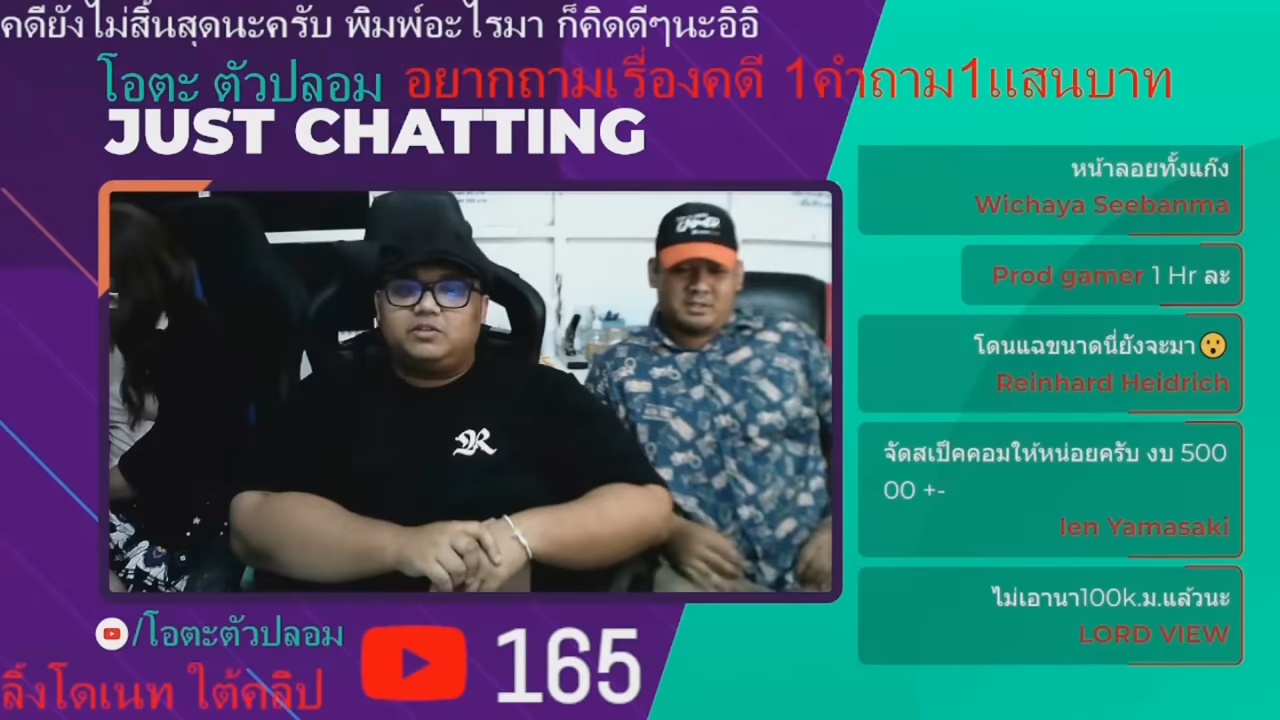 คดียังไม่สิ้นสุดนะครับ พิมพ์อะไรมา ก็คิดดีๆนะอิอิ
โอตะ ตัวปลอม อยากถามเรื่องคดี 1คำถาม1แสนบาท
JUST CHATTING
หน้าลอยทั้งแก๊ง
Wichaya Seebanma
Prod gamer 1 Hr ละ
โดนแฉขนาดนี่ยังจะมา😮
Reinhard Heidrich
จัดสเป็คคอมให้หน่อยครับ งบ 500
00 +-
Ien Yamasaki
ไม่เอานา100k.ม.แล้วนะ
LORD VIEW
R
/โอตะตัวปลอม
165
ลิ้งโดเนท ใต้คลิป